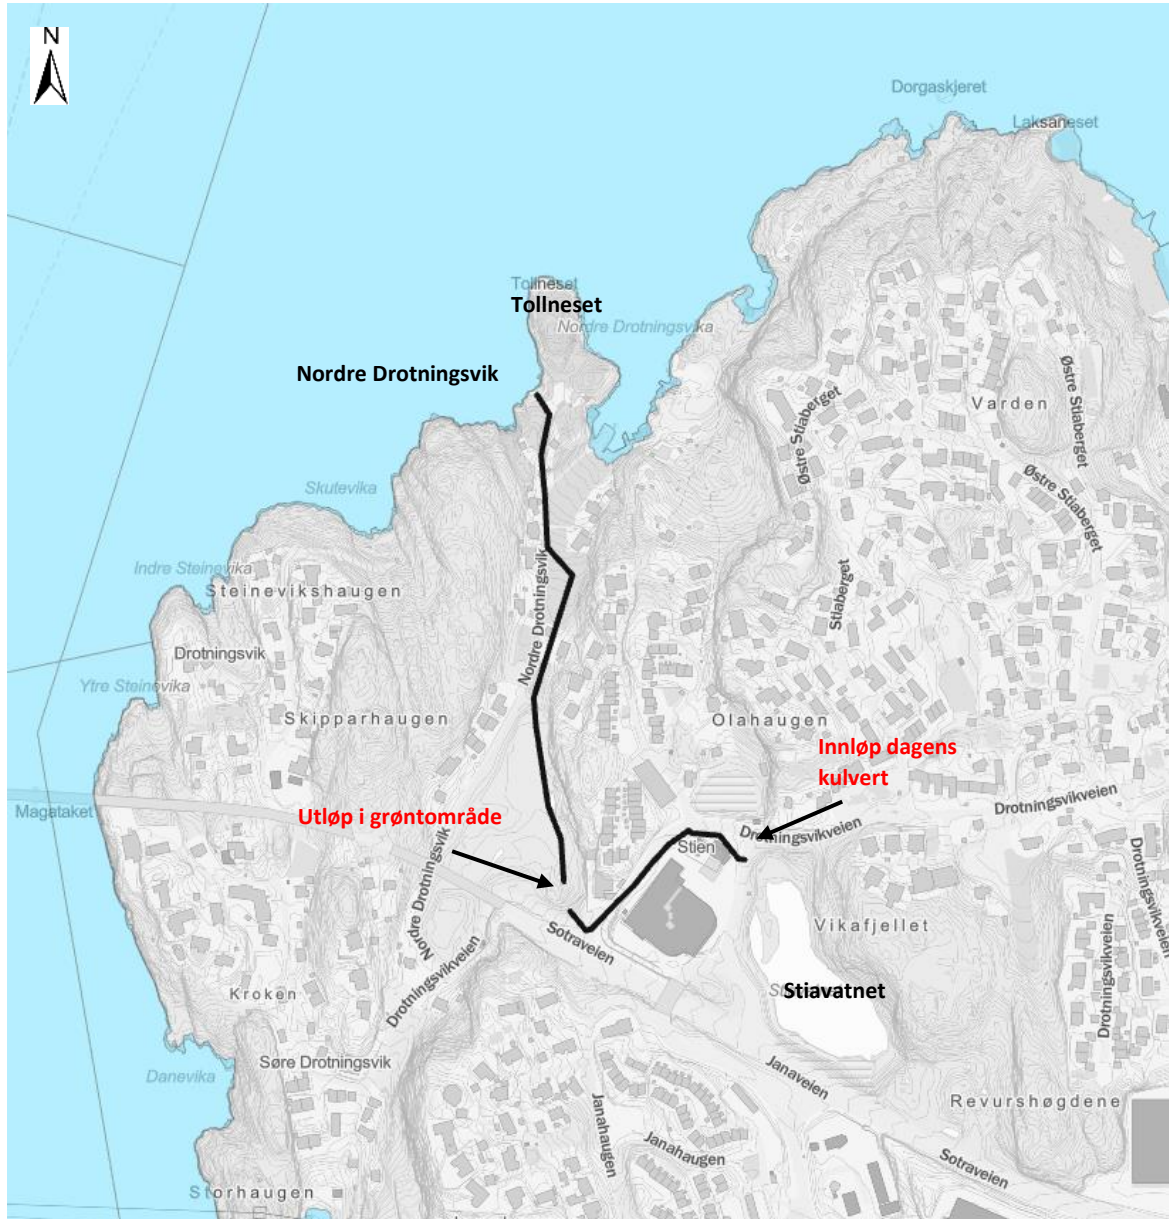 N
Dorgaskjeret
Laksaneset
Tollneset
Tollneset
Nordre Drotningsvika
Nordre Drotningsvik
Østre Stiaberget
Varden
Østre Stiaberget
Østre Stiaberget
Skutevika
Indre Steinevika
Steinevikshaugen
Nordre Drotningsvik
Stiaberget
Drotningsvik
Ytre Steinevika
Skipparhaugen
Olahaugen
Innløp dagens
kulvert
Magataket
Utløp i grøntområde
Drotningsvikveien
Drotningsvikveien
Stien
Nordre Drotningsvik
Drotningsvikveien
Drotningsvikveien
Vikafjellet
Sotraveien
Drotningsvikveien
Kroken
Stiavatnet
Søre Drotningsvik
Danevika
Janaveien
Janahaugen
Revurshøgdene
Janahaugen
Sotraveien
Storhaugen